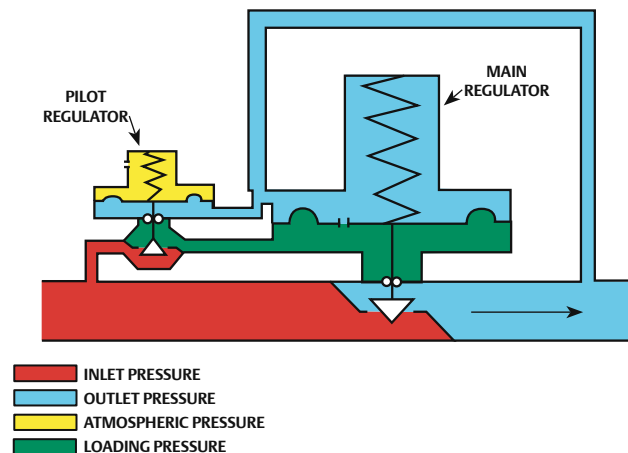 MAIN
REGULATOR
PILOT
REGULATOR
INLET PRESSURE
OUTLET PRESSURE
ATMOSPHERIC PRESSURE
LOADING PRESSURE